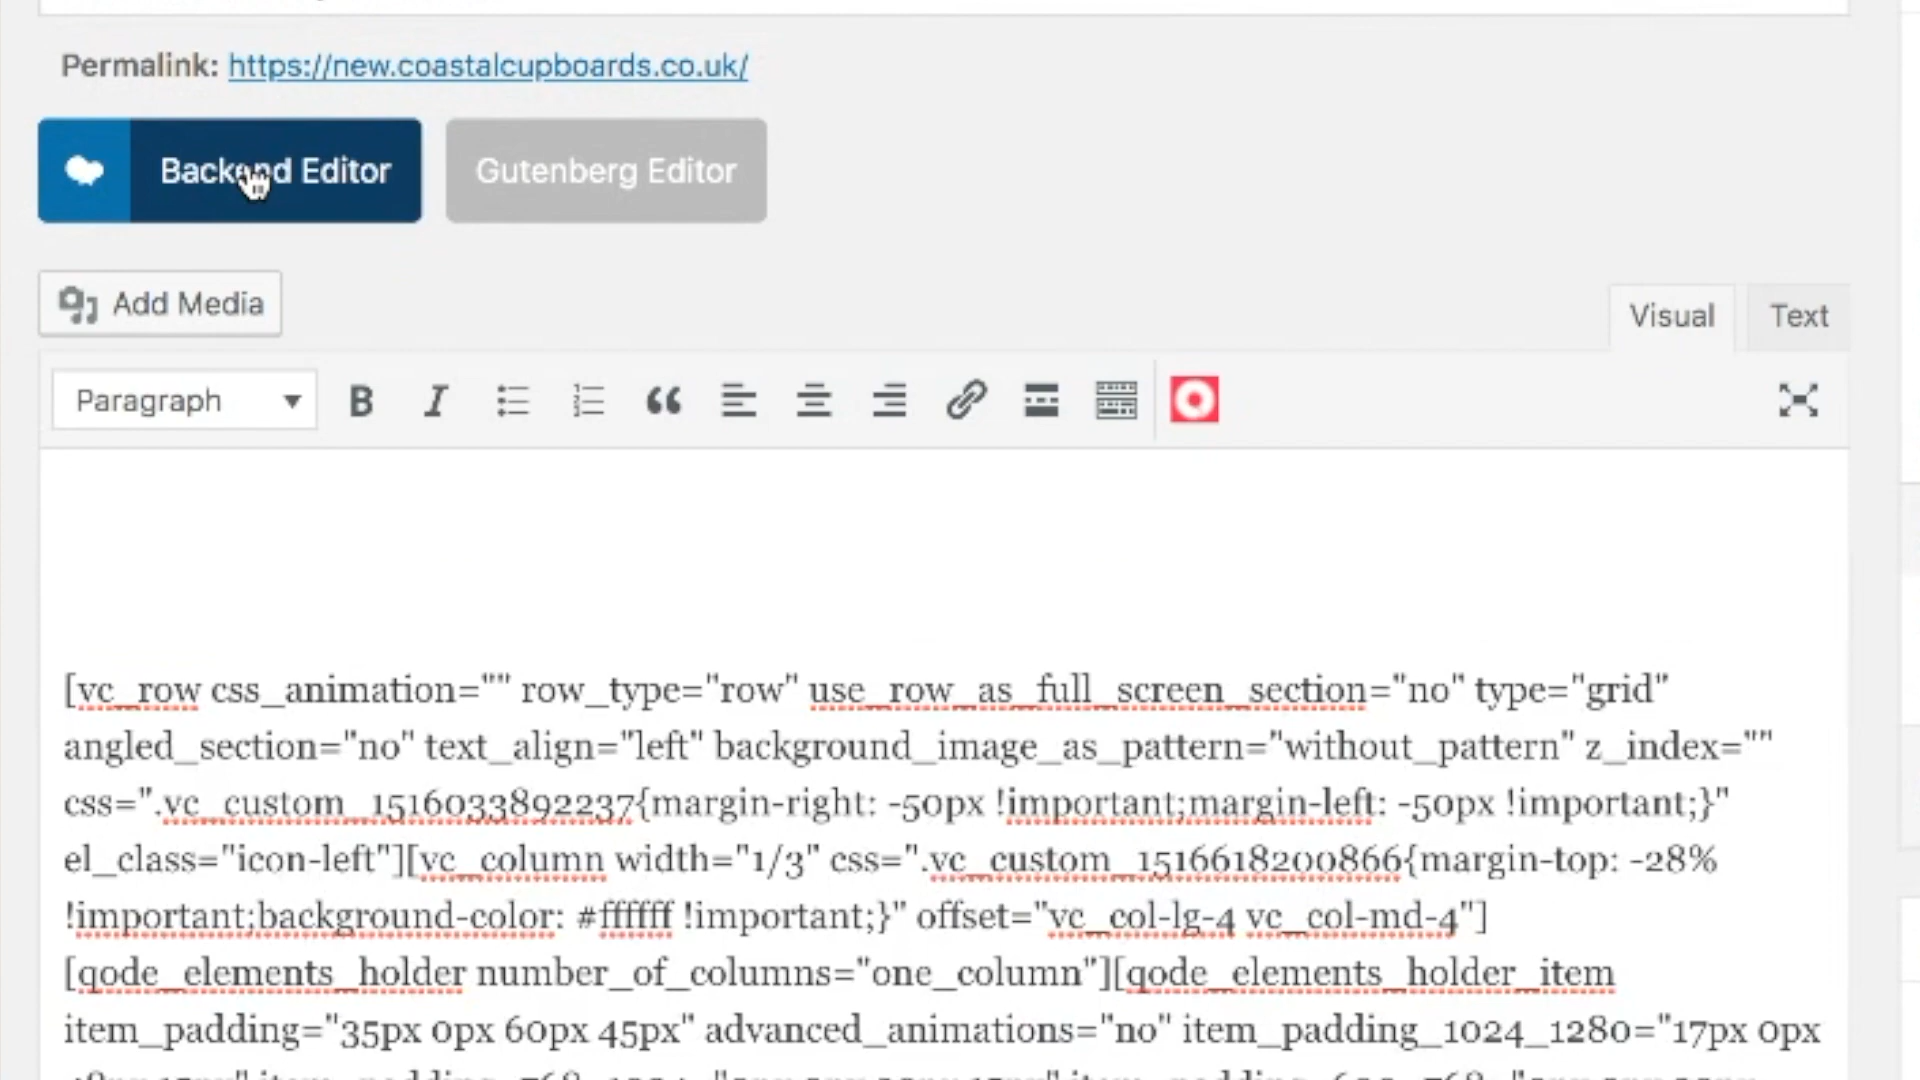 Permalink: https://new.coastalcupboards.co.uk/
Backend Editor
Gutenberg Editor
Add Media
Visual
Text
Paragraph
[vc_row css_animation="" row_type="row" use_row_as_full_screen_section="no" type="grid"
angled_section="no" text_align="left" background_image_as_pattern="without_pattern" z_index=""
css=".vc_custom_1516033892237{margin-right: -50px !important;margin-left: -50px !important;}"
el_class="icon-left"][vc_column width="1/3" css=".vc_custom_1516618200866{margin-top: -28%
!important;background-color: #ffffff !important;}" offset="vc_col-lg-4 vc_col-md-4"]
[qode_elements_holder number_of_columns="one_column"][qode_elements_holder_item
item_padding="35px 0px 60px 45px" advanced_animations="no" item_padding_1024_1280="17px 0px